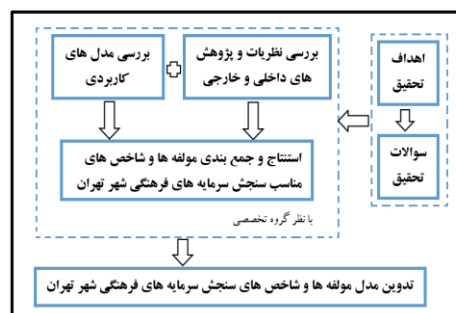 اهداف
تحقیق
سوالات
تحقیق
بررسی نظریات و پژوهش
های داخلی و خارجی
بررسی مدل های
کاربردی
استنتاج و جمع بندی مولفه ها و شاخص های
مناسب سنجش سرمایه های فرهنگی شهر تهران
با نظر گروه تخصصی
تدوین مدل مولفه ها و شاخص های سنجش سرمایه های فرهنگی شهر تهران